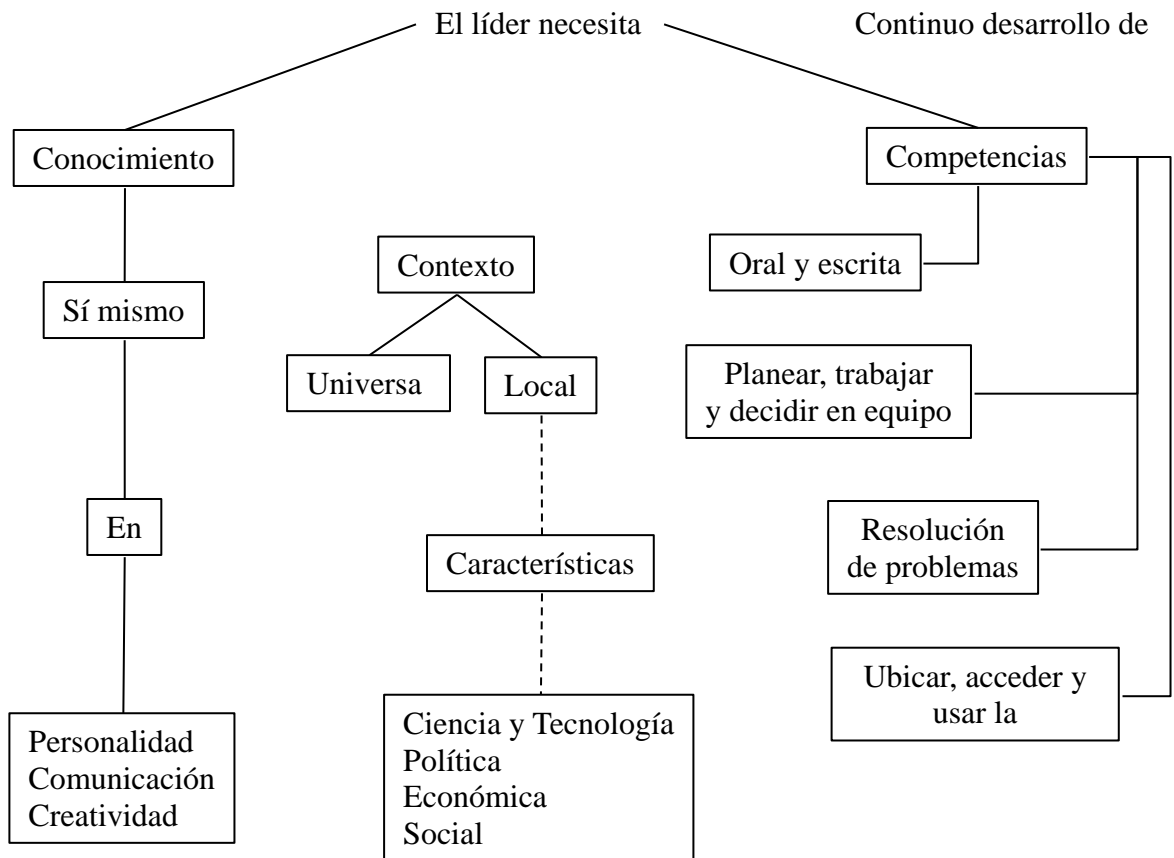 El líder necesita
Continuo desarrollo de
Conocimiento
Competencias
Contexto
Oral y escrita
Sí mismo
Universa
Local
Planear, trabajar
y decidir en equipo
En
Resolución
de problemas
Características
Ubicar, acceder y
usar la
Personalidad
Comunicación
Creatividad
Ciencia y Tecnología
Política
Económica
Social